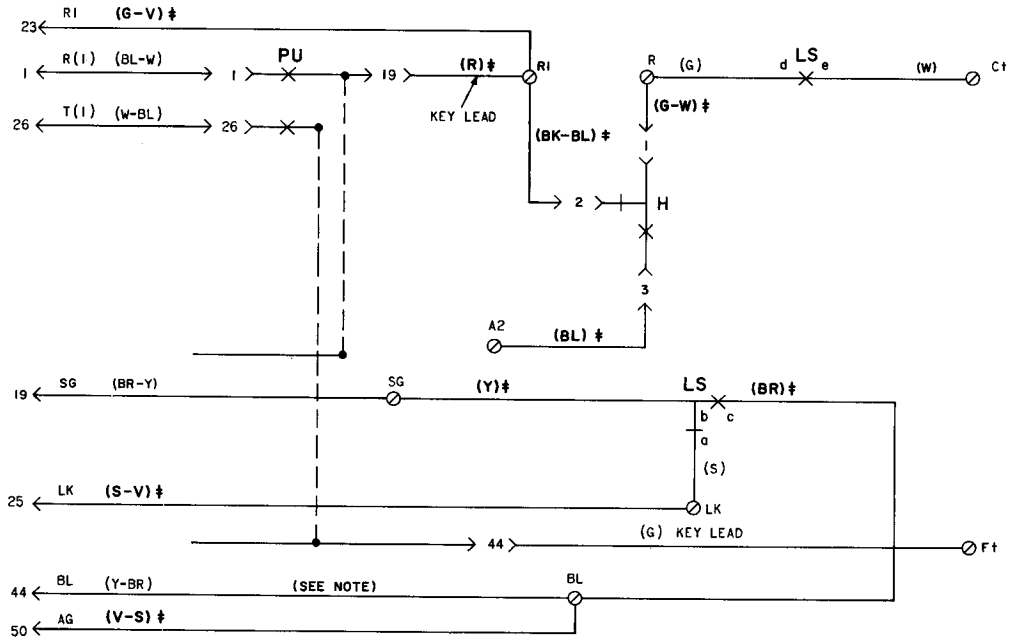 23 RI (G-V)‡
1 R(1) (BL-W) 1 PU 19 (R)‡ RI
KEY LEAD
R (G) d LS e (W) Ct
26 T(1) (W-BL) 26
(G-W)‡
(BK-BL)‡
1
2 H
3
A2 (BL)‡
19 SG (BR-Y) SG (Y)‡ LS (BR)‡
b c
a
(S)
25 LK (S-V)‡ LK
44 (G) KEY LEAD Ft
44 BL (Y-BR) (SEE NOTE) BL
50 AG (V-S)‡